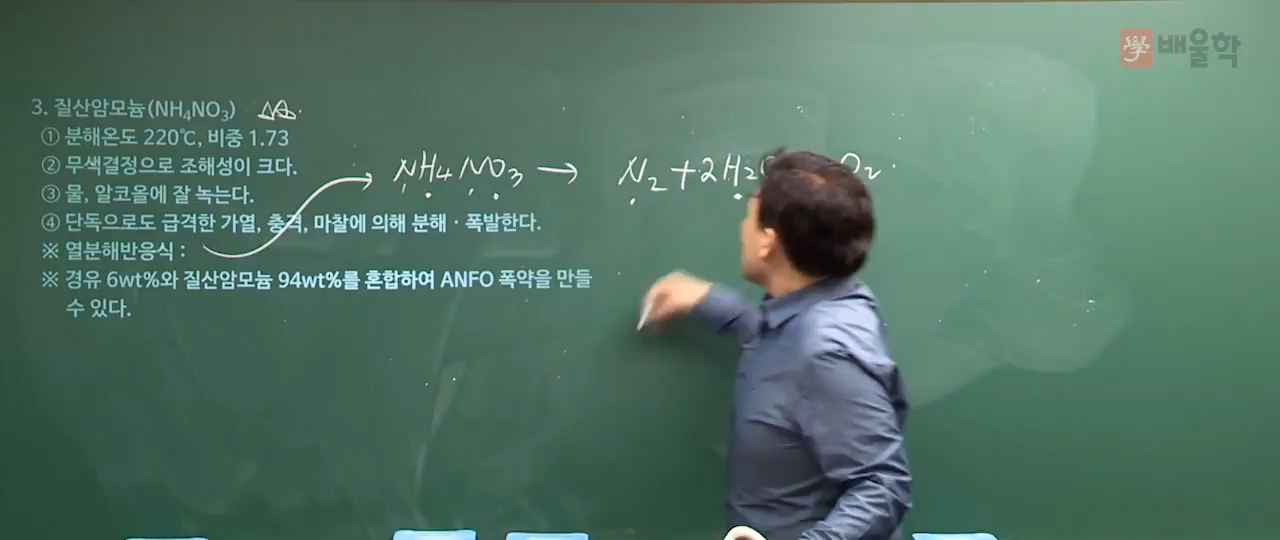 學 배울학
3. 질산암모늄(NH₄NO₃)
① 분해온도 220℃, 비중 1.73
② 무색결정으로 조해성이 크다.
③ 물, 알코올에 잘 녹는다.
④ 단독으로도 급격한 가열, 충격, 마찰에 의해 분해 · 폭발한다.
※ 열분해반응식 :
※ 경유 6wt%와 질산암모늄 94wt%를 혼합하여 ANFO 폭약을 만들
수 있다.
NH₄NO₃ → N₂ + 2H₂O O₂